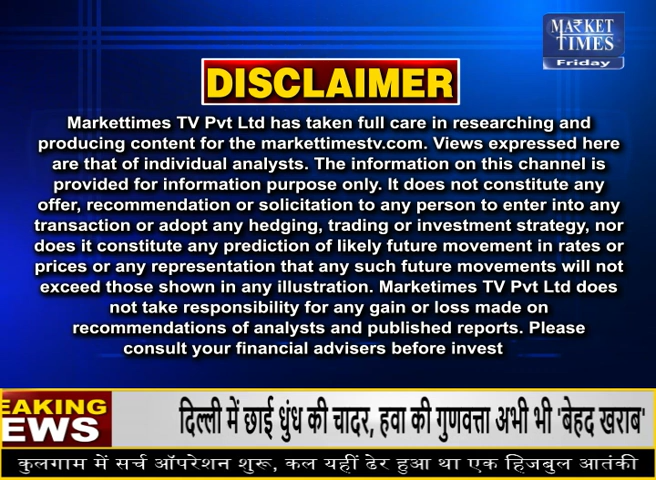 MARKET
TIMES
Friday
DISCLAIMER
Markettimes TV Pvt Ltd has taken full care in researching and
producing content for the markettimestv.com. Views expressed here
are that of individual analysts. The information on this channel is
provided for information purpose only. It does not constitute any
offer, recommendation or solicitation to any person to enter into any
transaction or adopt any hedging, trading or investment strategy, nor
does it constitute any prediction of likely future movement in rates or
prices or any representation that any such future movements will not
exceed those shown in any illustration. Marketimes TV Pvt Ltd does
not take responsibility for any gain or loss made on
recommendations of analysts and published reports. Please
consult your financial advisers before invest
EAKING
EWS
दिल्ली में छाई धुंध की चादर, हवा की गुणवत्ता अभी भी 'बेहद खराब'
कुलगाम में सर्च ऑपरेशन शुरू, कल यहीं ढेर हुआ था एक हिजबुल आतंकी